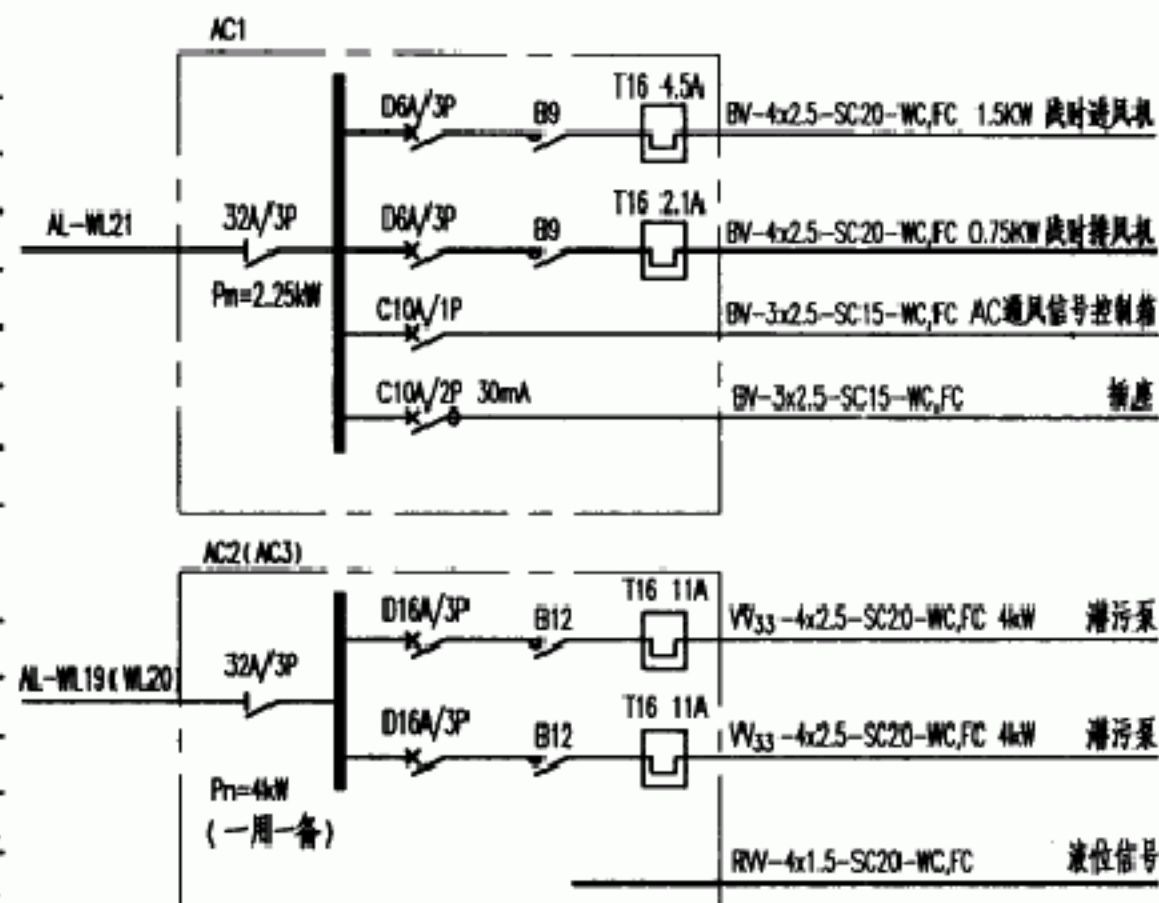 AC1
D6A/3P B9 T16 4.5A BV-4x2.5-SC20-WC,FC 1.5KW 战时进风机
AL-WL21 32A/3P Pn=2.25kW
D6A/3P B9 T16 2.1A BV-4x2.5-SC20-WC,FC 0.75KW 战时排风机
C10A/1P BV-3x2.5-SC15-WC,FC AC通风信号控制箱
C10A/2P 30mA BV-3x2.5-SC15-WC,FC 插座
AC2(AC3)
D16A/3P B12 T16 11A VV33-4x2.5-SC20-WC,FC 4kW 潜污泵
AL-WL19(WL20) 32A/3P
D16A/3P B12 T16 11A VV33-4x2.5-SC20-WC,FC 4kW 潜污泵
Pn=4kW
(一用一备)
RVV-4x1.5-SC20-WC,FC 液位信号